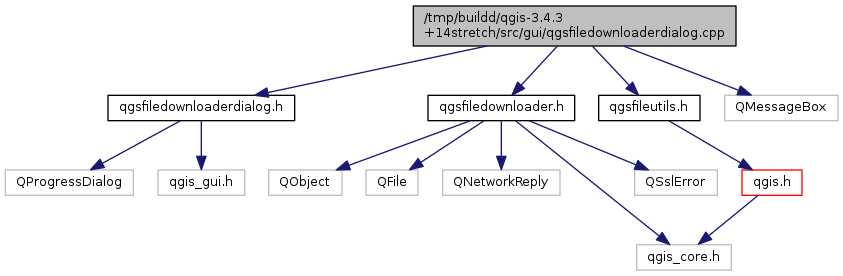 /tmp/buildd/qgis-3.4.3
+14stretch/src/gui/qgsfiledownloaderdialog.cpp
qgsfiledownloaderdialog.h
qgsfiledownloader.h
qgsfileutils.h
QMessageBox
QProgressDialog
qgis_gui.h
QObject
QFile
QNetworkReply
QSslError
qgis.h
qgis_core.h